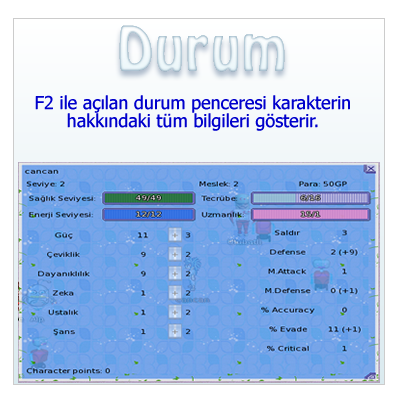 Durum
F2 ile açılan durum penceresi karakterin
hakkındaki tüm bilgileri gösterir.
cancan
Seviye: 2 Meslek: 2 Para: 50GP
Sağlık Seviyesi: 49/49 Tecrübe: 6/16
Enerji Seviyesi: 12/12 Uzmanlık: 15/1
Güç 11 + 3 Saldır 3
Çeviklik 9 + 2 Defense 2 (+9)
Dayanıklılık 9 + 2 M.Attack 1
Zeka 1 + 2 M.Defense 0 (+1)
Ustalık 1 + 2 % Accuracy 0
Şans 1 + 2 % Evade 11 (+1)
% Critical 1
Character points: 0